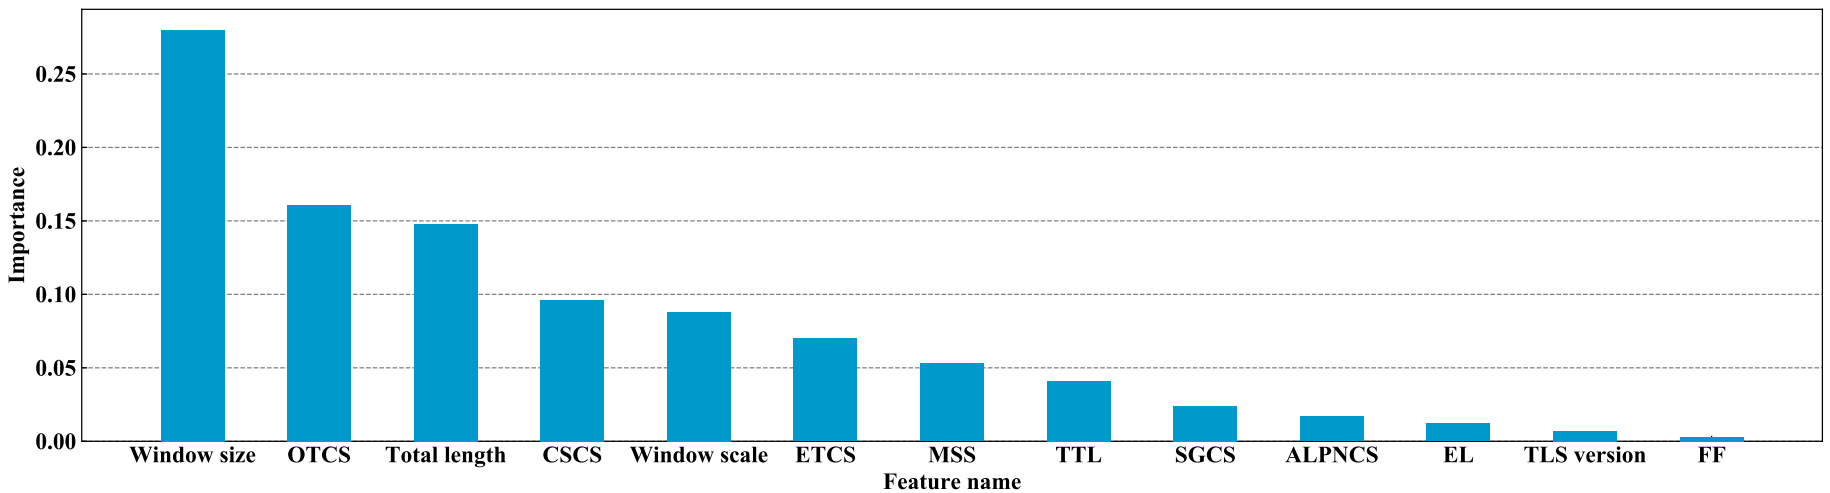 Importance
0.25
0.20
0.15
0.10
0.05
0.00
Window size OTCS Total length CSCS Window scale ETCS MSS TTL SGCS ALPNCS EL TLS version FF
Feature name